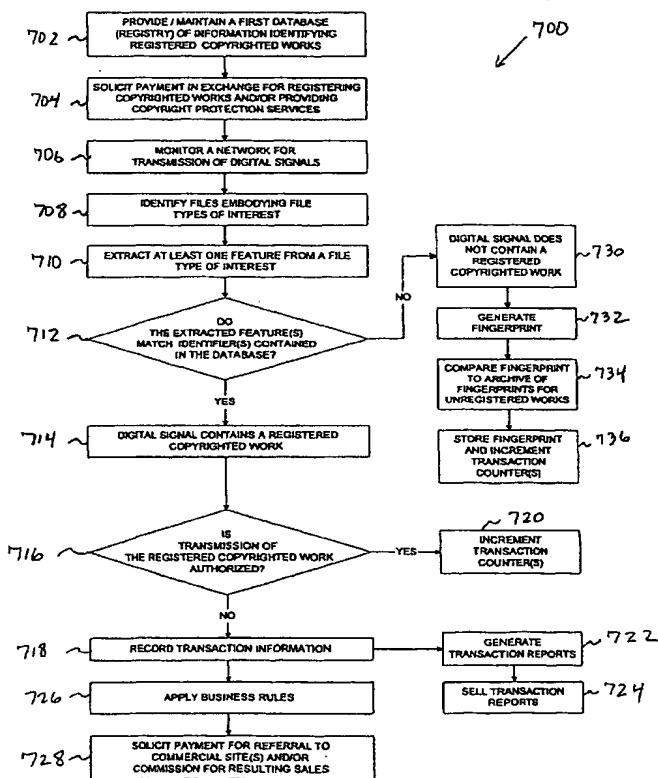 700
702
PROVIDE / MAINTAIN A FIRST DATABASE
(REGISTRY) OF INFORMATION IDENTIFYING
REGISTERED COPYRIGHTED WORKS
704
SOLICIT PAYMENT IN EXCHANGE FOR REGISTERING
COPYRIGHTED WORKS AND/OR PROVIDING
COPYRIGHT PROTECTION SERVICES
706
MONITOR A NETWORK FOR
TRANSMISSION OF DIGITAL SIGNALS
708
IDENTIFY FILES EMBODYING FILE
TYPES OF INTEREST
710
EXTRACT AT LEAST ONE FEATURE FROM A FILE
TYPE OF INTEREST
712
DO
THE EXTRACTED FEATURE(S)
MATCH IDENTIFIER(S) CONTAINED
IN THE DATABASE?
NO
DIGITAL SIGNAL DOES
NOT CONTAIN A
REGISTERED
COPYRIGHTED WORK
730
GENERATE
FINGERPRINT
732
COMPARE FINGERPRINT
TO ARCHIVE OF
FINGERPRINTS FOR
UNREGISTERED WORKS
734
STORE FINGERPRINT
AND INCREMENT
TRANSACTION
COUNTER(S)
736
YES
714
DIGITAL SIGNAL CONTAINS A REGISTERED
COPYRIGHTED WORK
716
IS
TRANSMISSION OF
THE REGISTERED COPYRIGHTED WORK
AUTHORIZED?
YES
720
INCREMENT
TRANSACTION
COUNTER(S)
NO
718
RECORD TRANSACTION INFORMATION
GENERATE
TRANSACTION REPORTS
722
SELL TRANSACTION
REPORTS
724
726
APPLY BUSINESS RULES
728
SOLICIT PAYMENT FOR REFERRAL TO
COMMERCIAL SITE(S) AND/OR
COMMISSION FOR RESULTING SALES